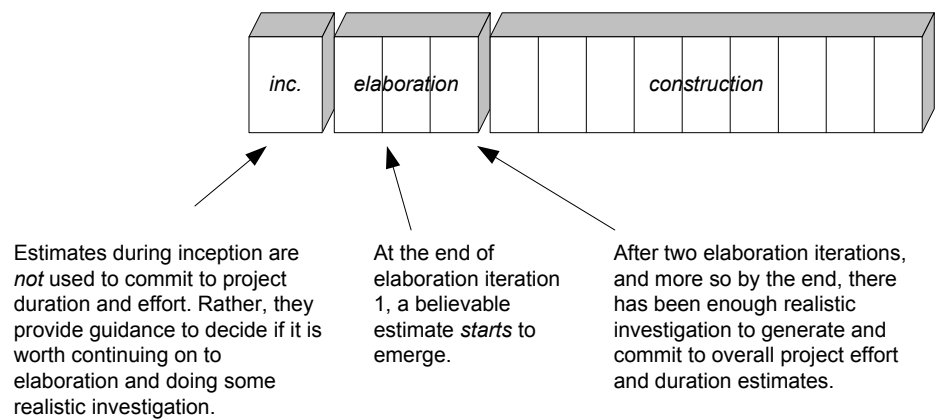 inc.
elaboration
construction
Estimates during inception are
not used to commit to project
duration and effort. Rather, they
provide guidance to decide if it is
worth continuing on to
elaboration and doing some
realistic investigation.
At the end of
elaboration iteration
1, a believable
estimate starts to
emerge.
After two elaboration iterations,
and more so by the end, there
has been enough realistic
investigation to generate and
commit to overall project effort
and duration estimates.